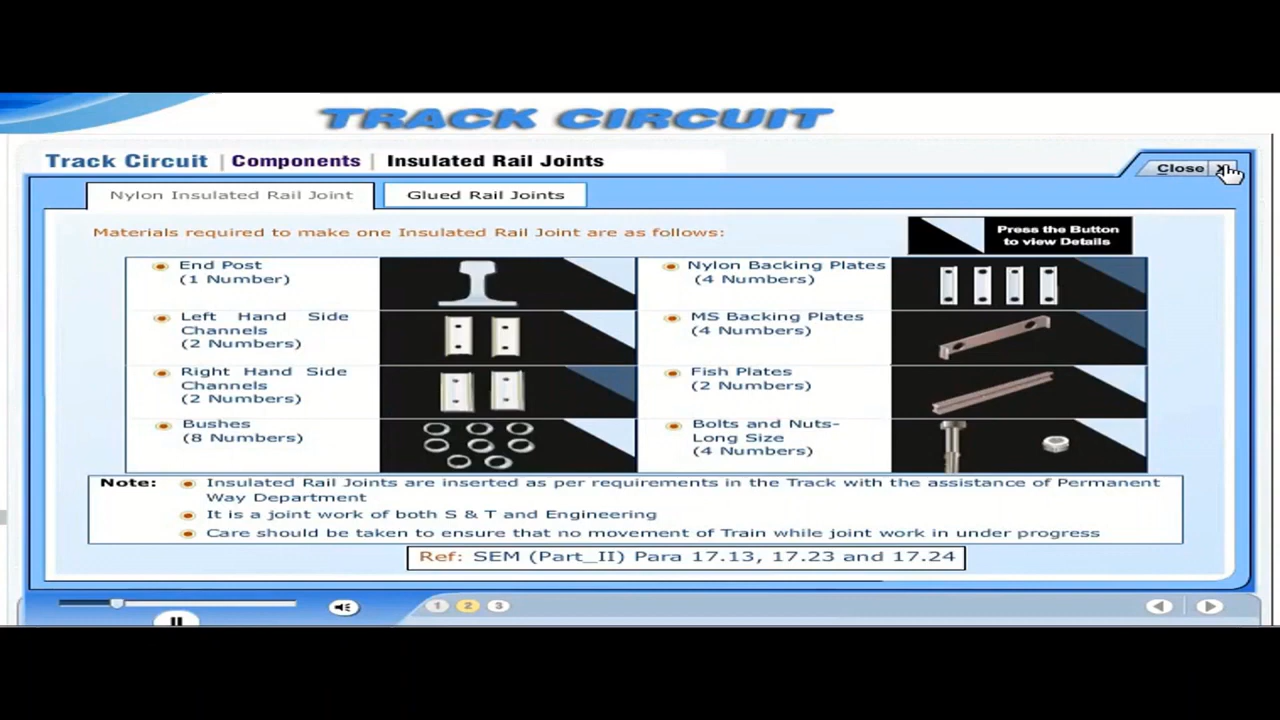 TRACK CIRCUIT
Track Circuit | Components | Insulated Rail Joints
Close X
Nylon Insulated Rail Joint
Glued Rail Joints
Materials required to make one Insulated Rail Joint are as follows:
Press the Button
to view Details
End Post
(1 Number)
Left Hand Side
Channels
(2 Numbers)
Right Hand Side
Channels
(2 Numbers)
Bushes
(8 Numbers)
Nylon Backing Plates
(4 Numbers)
MS Backing Plates
(4 Numbers)
Fish Plates
(2 Numbers)
Bolts and Nuts-
Long Size
(4 Numbers)
Note:
Insulated Rail Joints are inserted as per requirements in the Track with the assistance of Permanent
Way Department
It is a joint work of both S & T and Engineering
Care should be taken to ensure that no movement of Train while joint work in under progress
Ref: SEM (Part_II) Para 17.13, 17.23 and 17.24
1 2 3